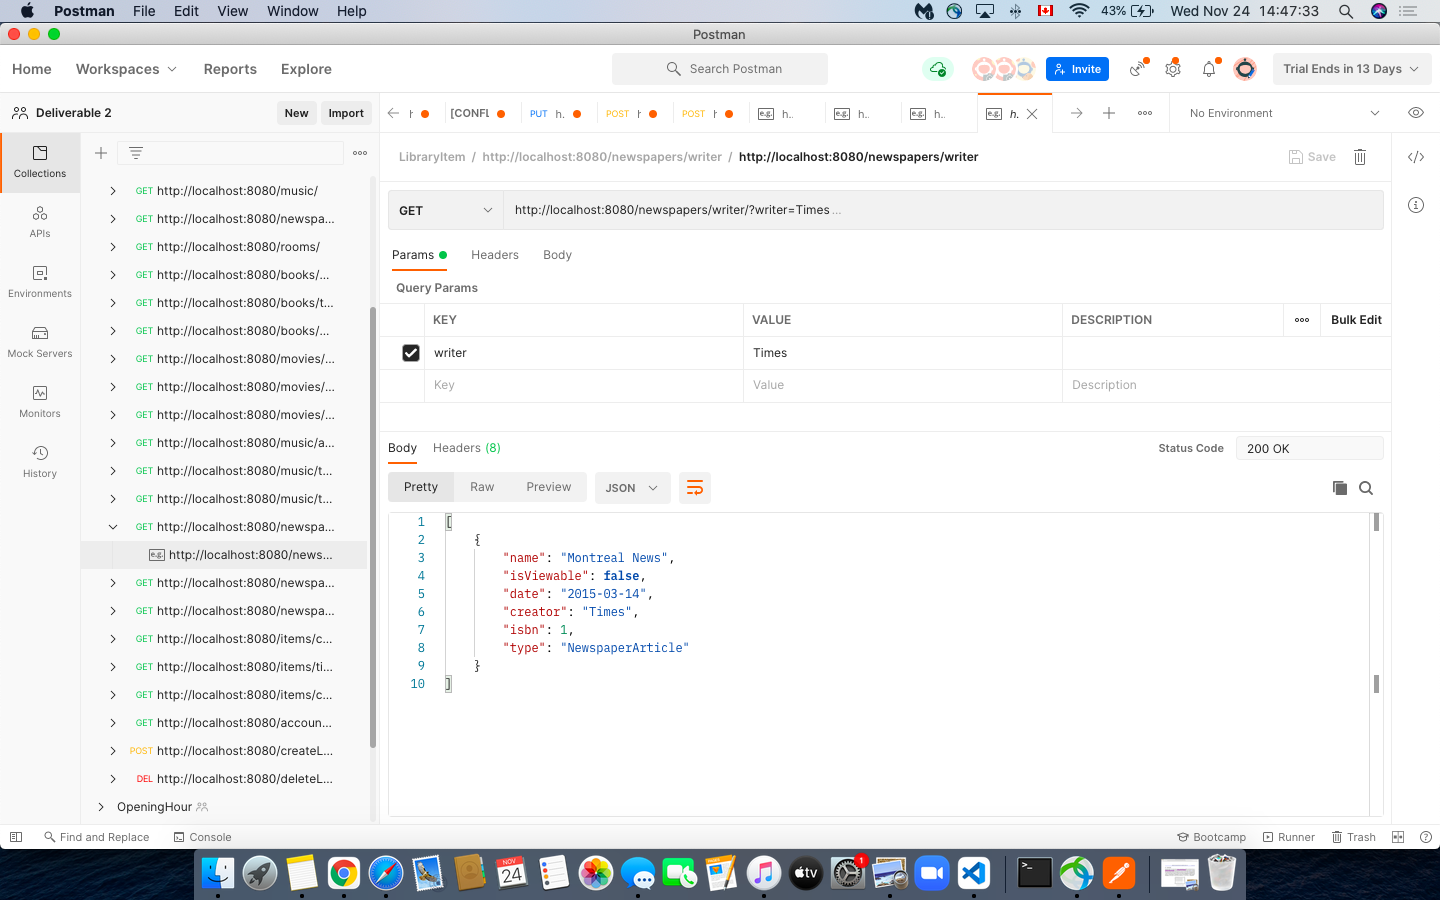 Postman File Edit View Window Help 43% Wed Nov 24 14:47:33
Postman
Home Workspaces Reports Explore Search Postman Invite Trial Ends in 13 Days
Deliverable 2 New Import h [CONFL PUT h. POST h POST h e.g. h.. e.g. h.. e.g. h.. e.g. h. No Environment
LibraryItem / http://localhost:8080/newspapers/writer / http://localhost:8080/newspapers/writer Save
Collections
APIs
Environments
Mock Servers
Monitors
History
GET http://localhost:8080/music/
GET http://localhost:8080/newspa...
GET http://localhost:8080/rooms/
GET http://localhost:8080/books/...
GET http://localhost:8080/books/t...
GET http://localhost:8080/books/...
GET http://localhost:8080/movies/...
GET http://localhost:8080/movies/...
GET http://localhost:8080/movies/...
GET http://localhost:8080/music/a...
GET http://localhost:8080/music/t...
GET http://localhost:8080/music/t...
GET http://localhost:8080/newspa...
e.g. http://localhost:8080/news...
GET http://localhost:8080/newspa...
GET http://localhost:8080/newspa...
GET http://localhost:8080/items/c...
GET http://localhost:8080/items/ti...
GET http://localhost:8080/items/c...
GET http://localhost:8080/accoun...
POST http://localhost:8080/createL...
DEL http://localhost:8080/deleteL...
OpeningHour
GET http://localhost:8080/newspapers/writer/?writer=Times ...
Params Headers Body
Query Params
KEY VALUE DESCRIPTION Bulk Edit
writer Times
Key Value Description
Body Headers (8) Status Code 200 OK
Pretty Raw Preview JSON
1 [
2 {
3 "name": "Montreal News",
4 "isViewable": false,
5 "date": "2015-03-14",
6 "creator": "Times",
7 "isbn": 1,
8 "type": "NewspaperArticle"
9 }
10 ]
Find and Replace Console Bootcamp Runner Trash
NOV 24 tv 1 >_